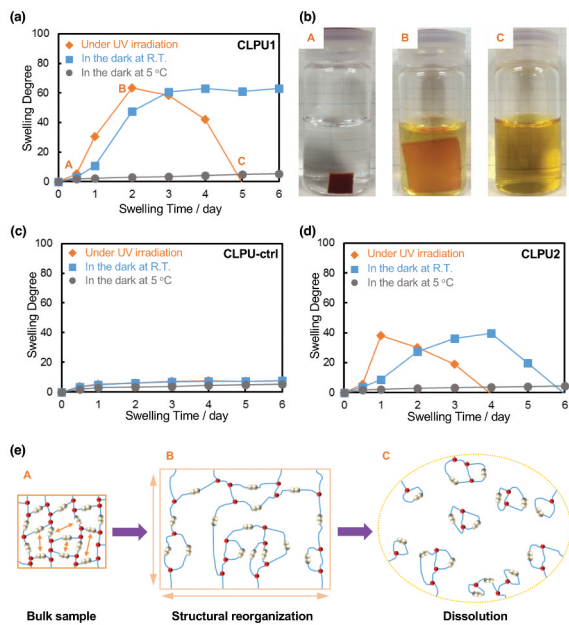 (a)
100
80
60
40
20
0
Swelling Degree
Under UV irradiation
In the dark at R.T.
In the dark at 5 °C
CLPU1
A
B
C
0 1 2 3 4 5 6
Swelling Time / day
(b)
A
B
C
(c)
100
80
60
40
20
0
Swelling Degree
Under UV irradiation
In the dark at R.T.
In the dark at 5 °C
CLPU-ctrl
0 1 2 3 4 5 6
Swelling Time / day
(d)
100
80
60
40
20
0
Swelling Degree
Under UV irradiation
In the dark at R.T.
In the dark at 5 °C
CLPU2
0 1 2 3 4 5 6
Swelling Time / day
(e)
A
B
C
Bulk sample
Structural reorganization
Dissolution